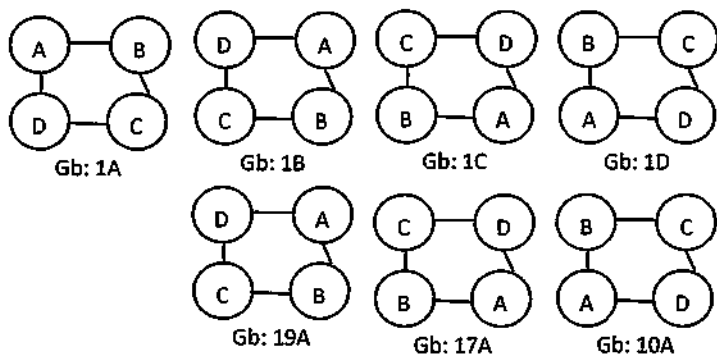 A B D A C D B C
D C C B B A A D
Gb: 1A Gb: 1B Gb: 1C Gb: 1D
D A C D B C
C B B A A D
Gb: 19A Gb: 17A Gb: 10A